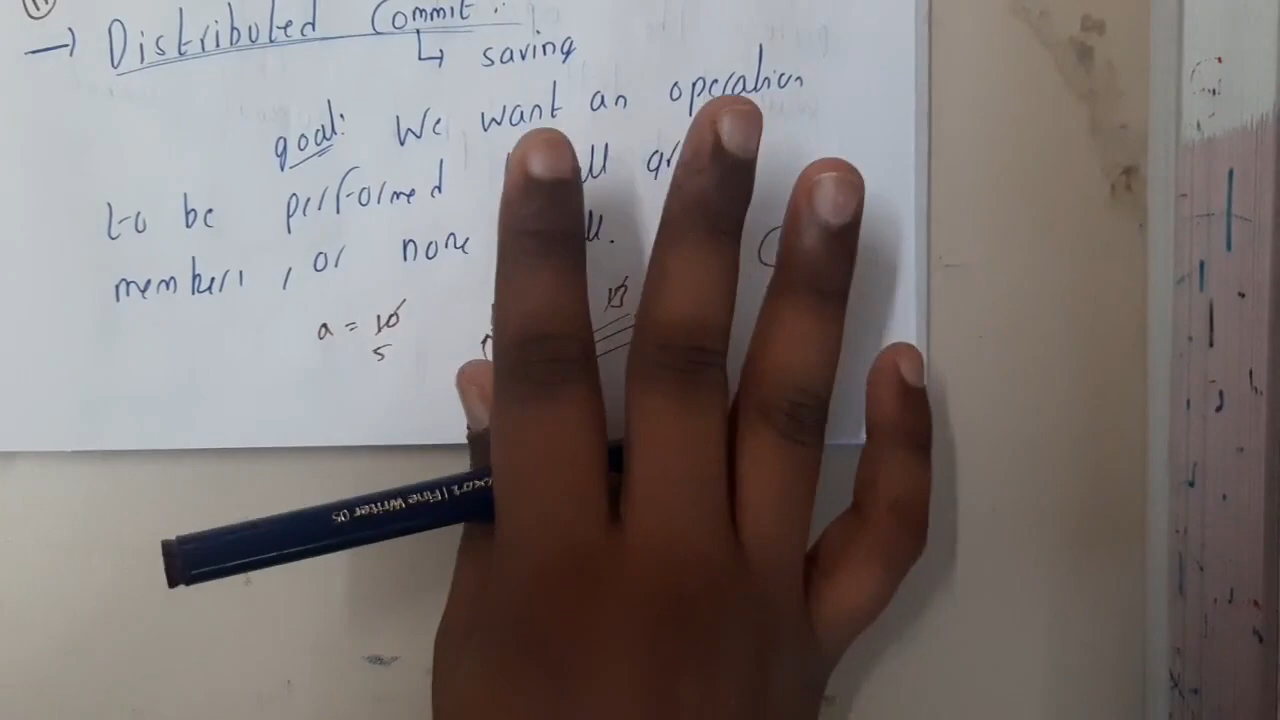 → Distributed Commit :
↳ saving
goal: We want an operation
to be performed
members, or none
a = 10
5
10
Fine Writer 05